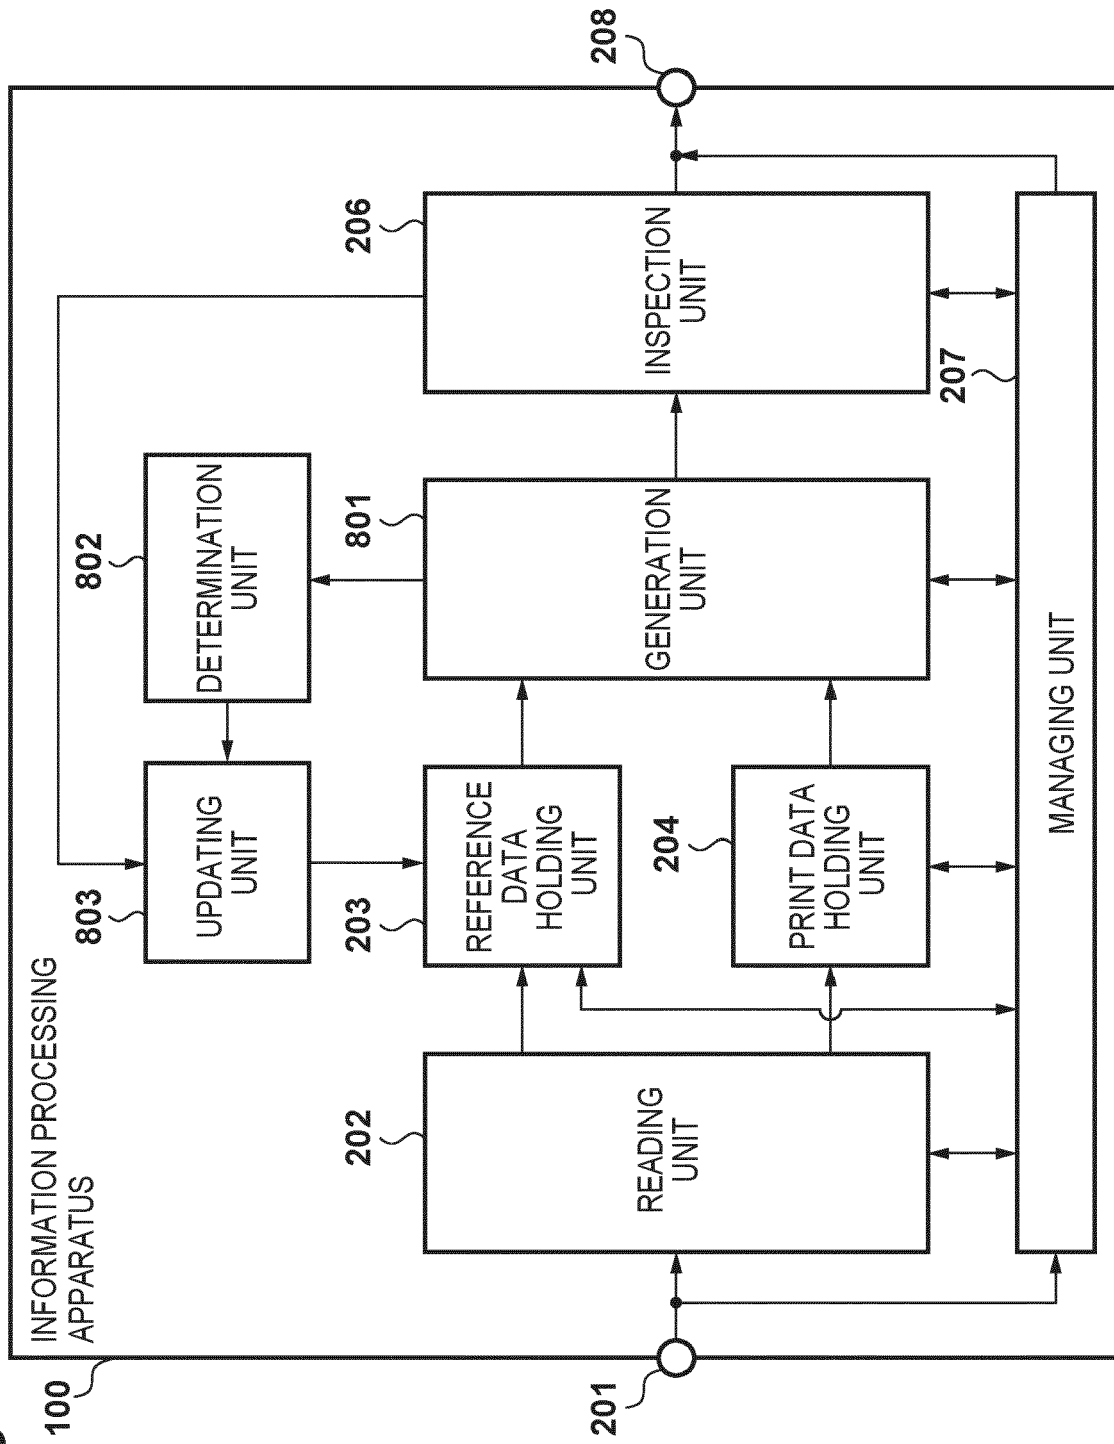 100
INFORMATION PROCESSING
APPARATUS
803
UPDATING
UNIT
802
DETERMINATION
UNIT
202
READING
UNIT
203
REFERENCE
DATA
HOLDING
UNIT
204
PRINT DATA
HOLDING
UNIT
801
GENERATION
UNIT
206
INSPECTION
UNIT
201
208
207
MANAGING UNIT